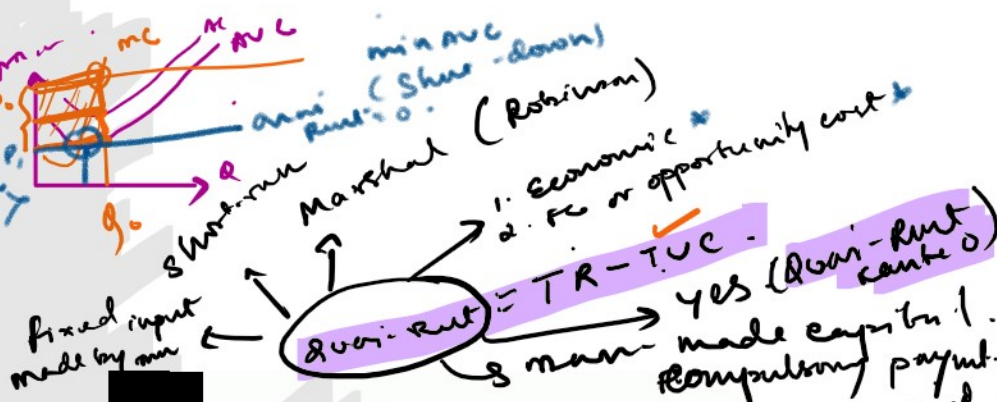 MC
AC
AVC
min AVC
(Shut-down)
Rent = 0
P1
Q
q0
short-run
Marshal (Robinson)
1. Economic *
2. FC or opportunity cost *
Fixed input
made by man
Quasi-Rent = TR - TVC.
yes (Quasi-Rent
can be 0)
man-made capital.
compulsory paymt.